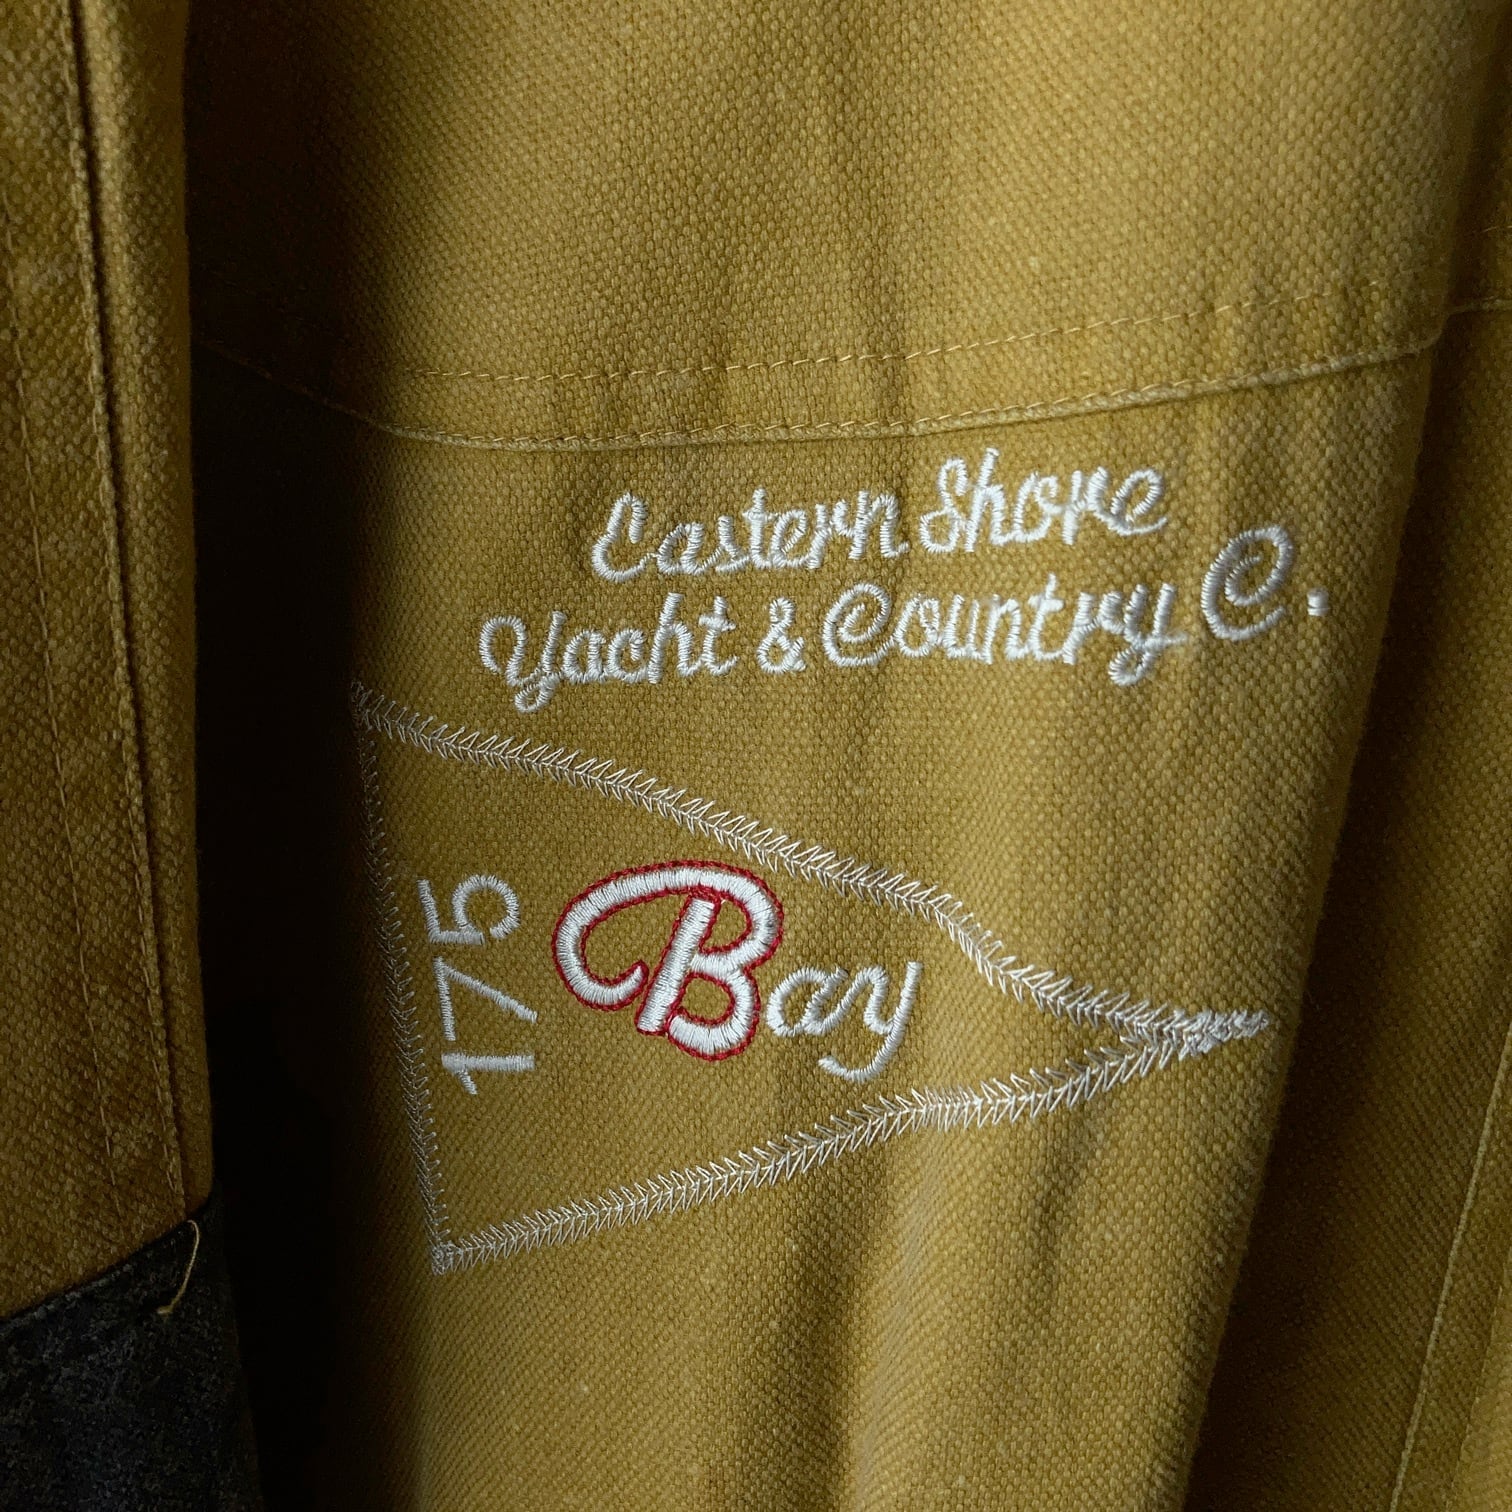 Eastern Shore
Yacht & Country C.
175
Bay